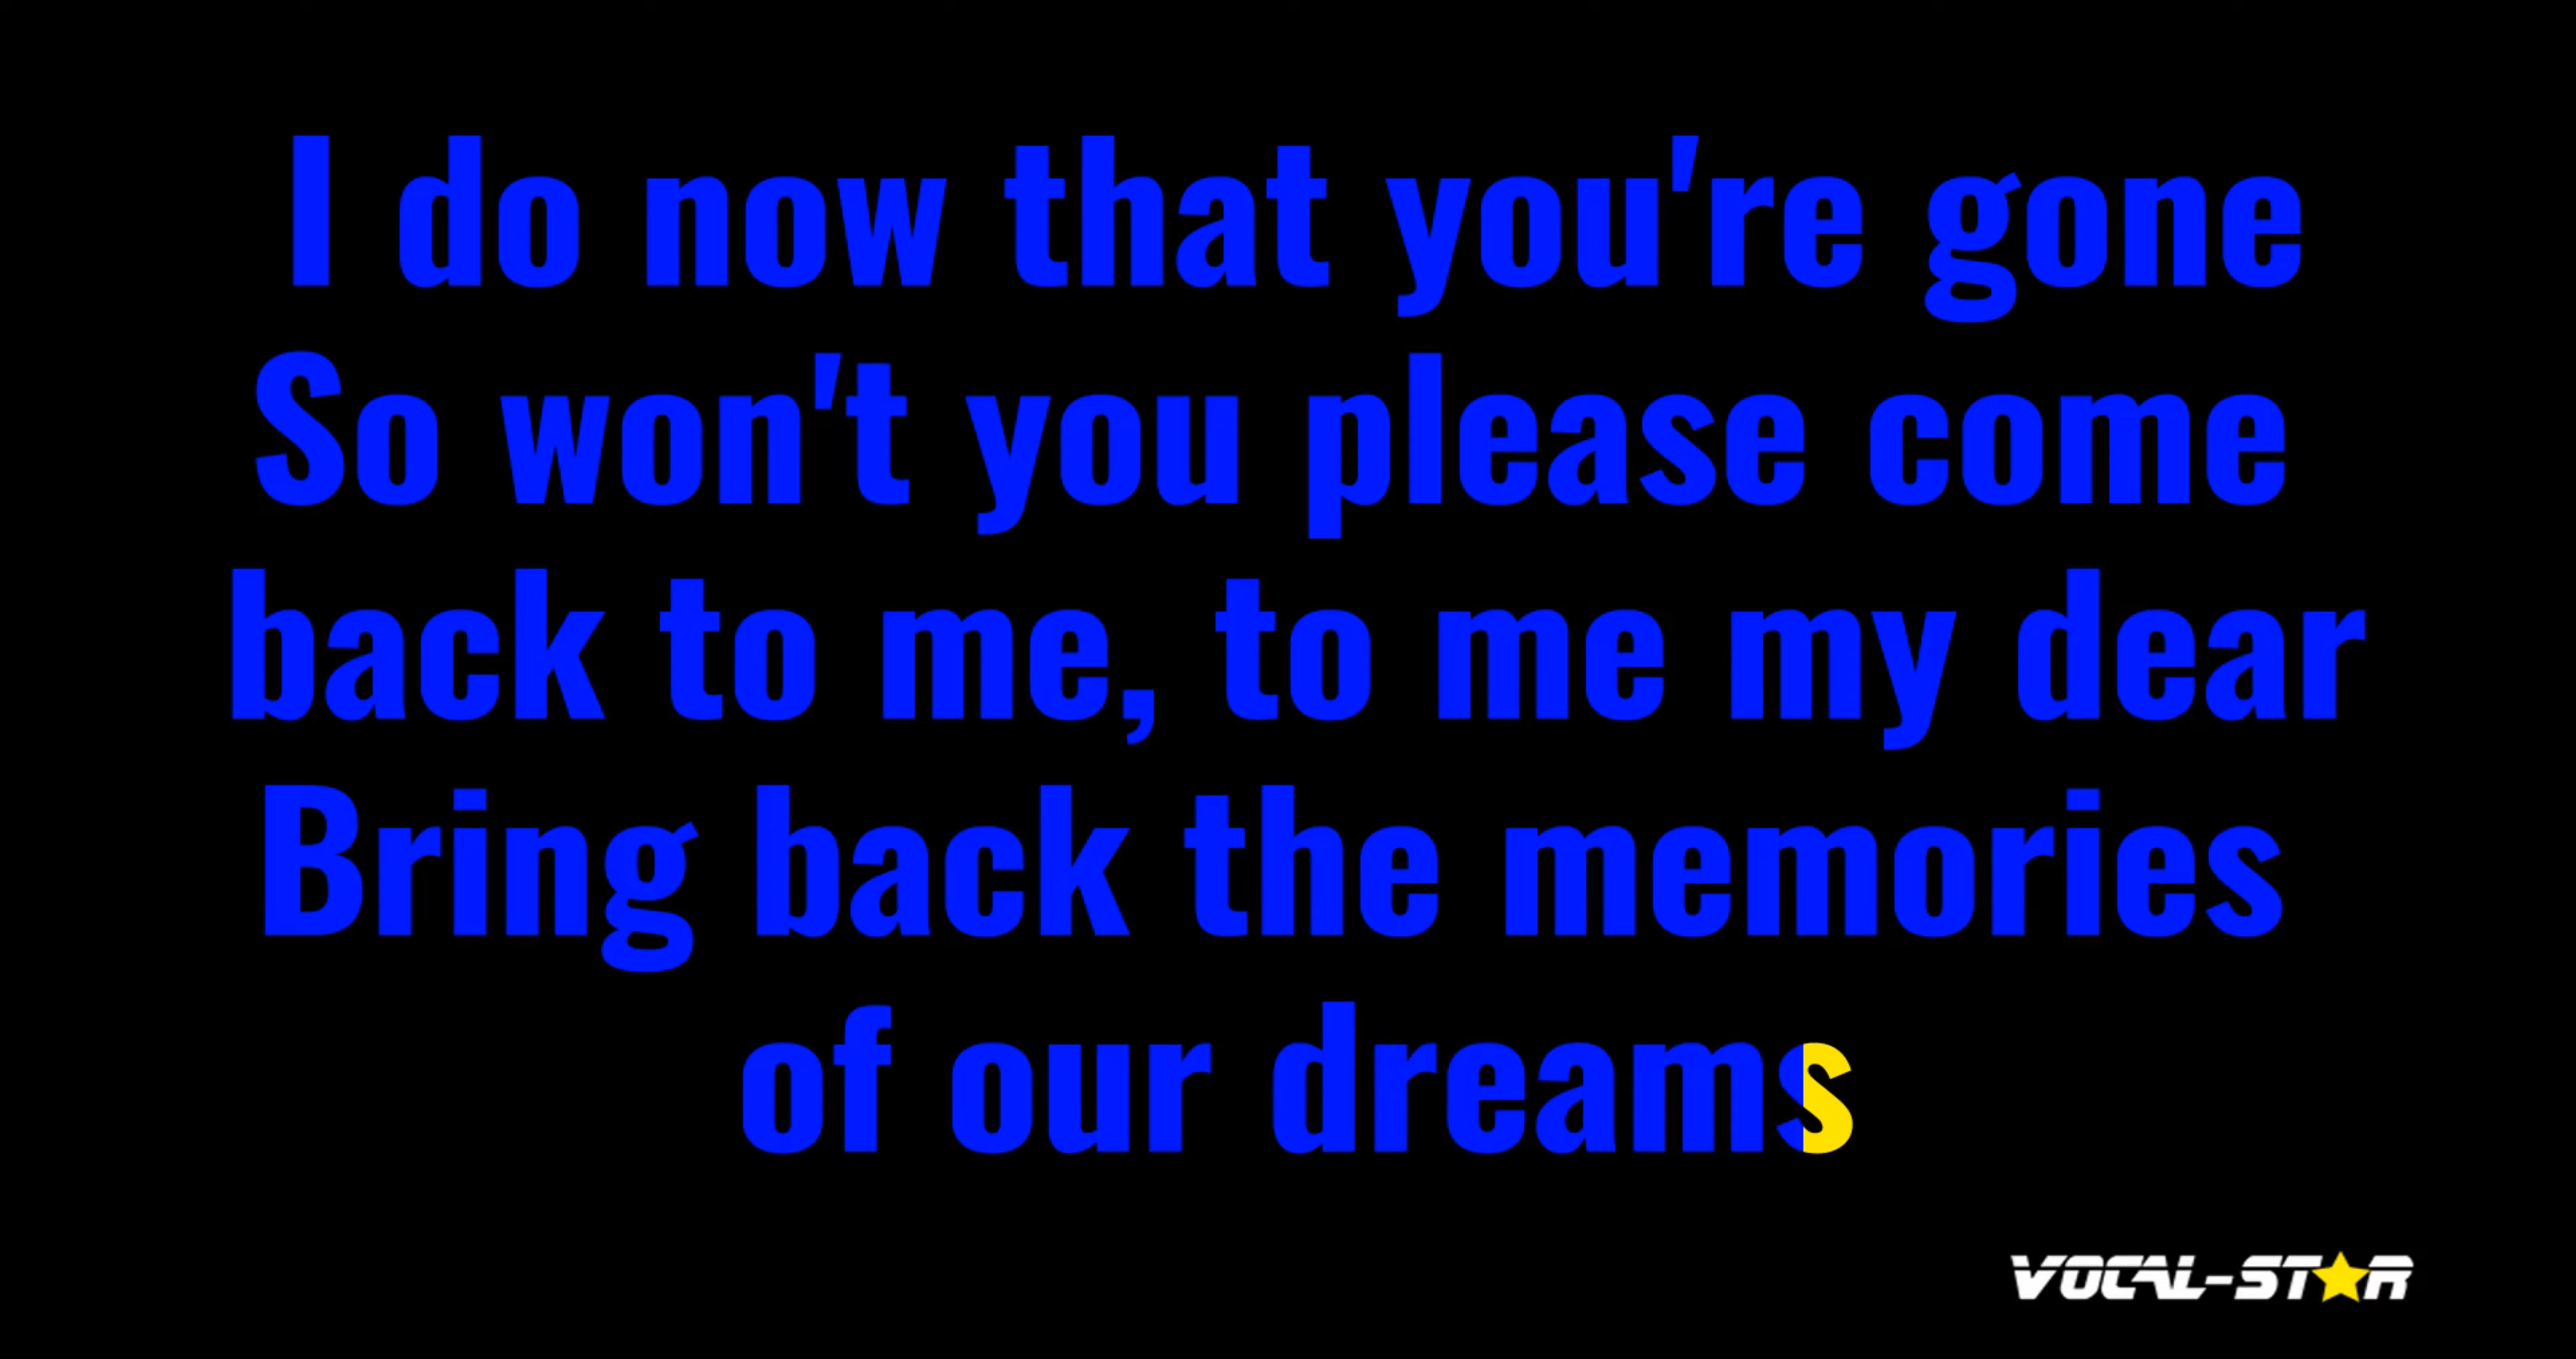 I do now that you're gone
So won't you please come
back to me, to me my dear
Bring back the memories
of our dreams
VOCAL-STAR